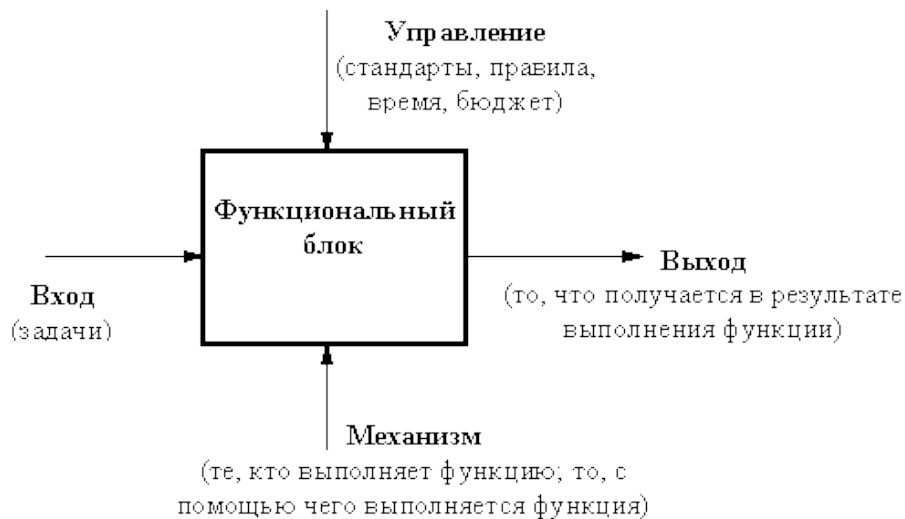 Управление
(стандарты, правила,
время, бюджет)
Функциональный
блок
Вход
(задачи)
Выход
(то, что получается в результате
выполнения функции)
Механизм
(те, кто выполняет функцию; то, с
помощью чего выполняется функция)